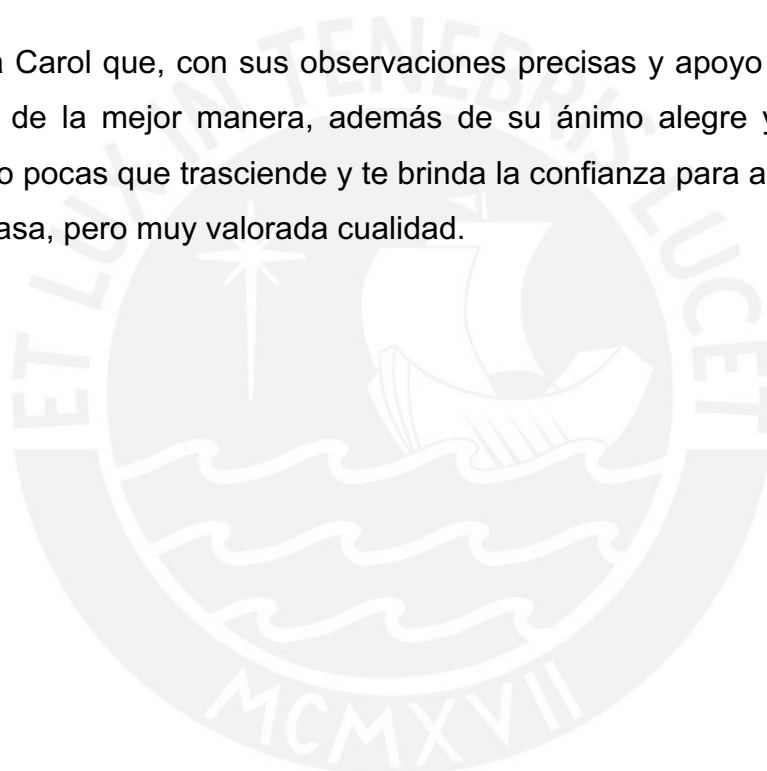 Carol que, con sus observaciones precisas y apoyo
de la mejor manera, además de su ánimo alegre y
pocas que trasciende y te brinda la confianza para
pero muy valorada cualidad.
ET LUX IN TENEBRIS LUCET
MCMXVII